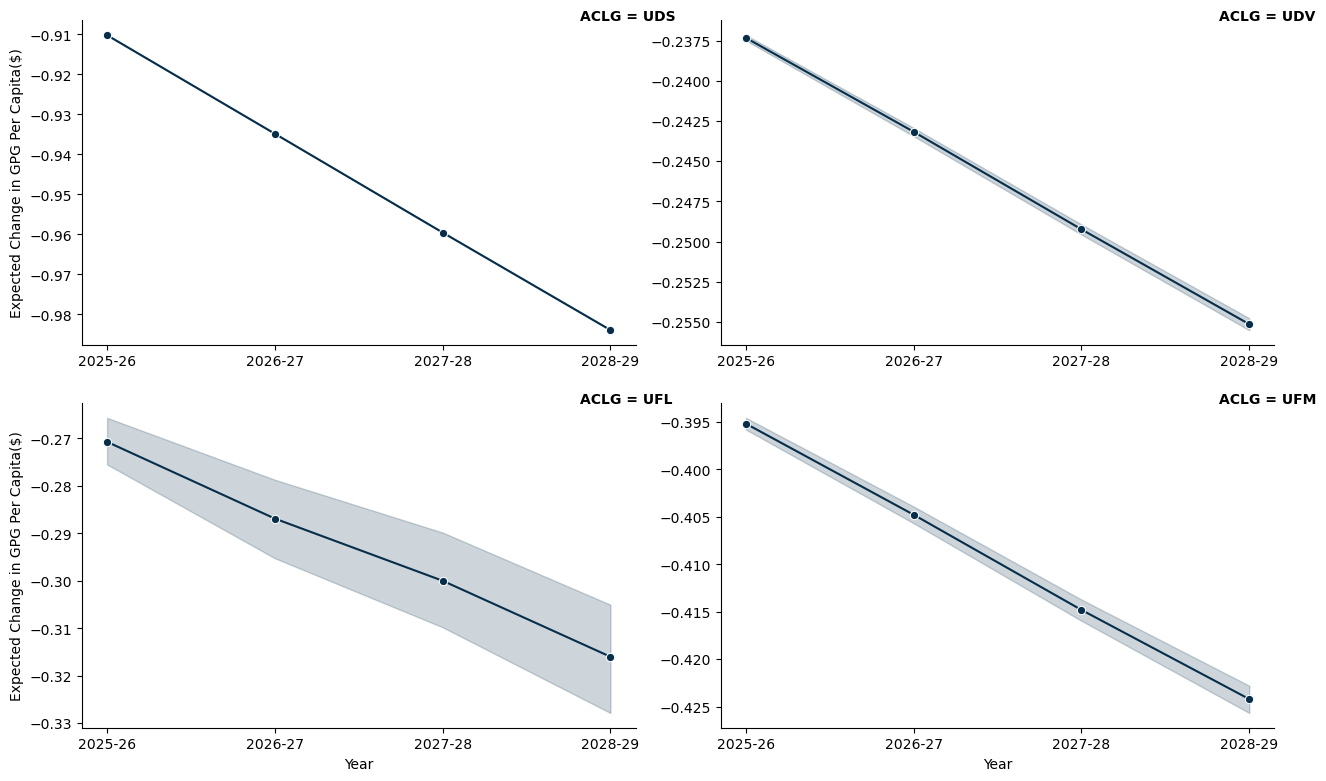 ACLG = UDS
Expected Change in GPG Per Capita($)
−0.91
−0.92
−0.93
−0.94
−0.95
−0.96
−0.97
−0.98
2025-26 2026-27 2027-28 2028-29
ACLG = UDV
−0.2375
−0.2400
−0.2425
−0.2450
−0.2475
−0.2500
−0.2525
−0.2550
2025-26 2026-27 2027-28 2028-29
ACLG = UFL
Expected Change in GPG Per Capita($)
−0.27
−0.28
−0.29
−0.30
−0.31
−0.32
−0.33
2025-26 2026-27 2027-28 2028-29
Year
ACLG = UFM
−0.395
−0.400
−0.405
−0.410
−0.415
−0.420
−0.425
2025-26 2026-27 2027-28 2028-29
Year